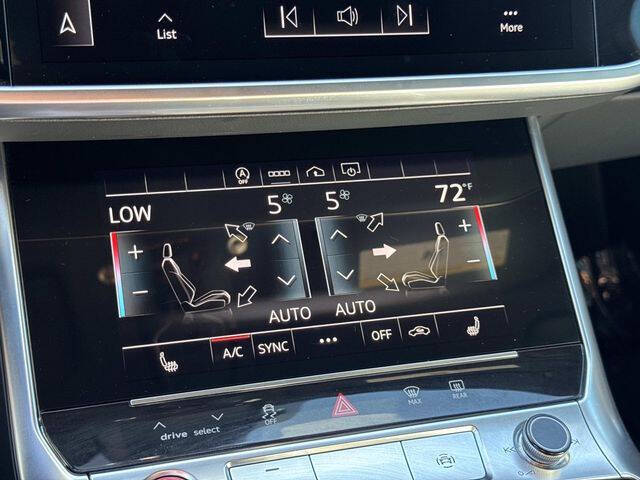 List
More
A
OFF
LOW 5 5 72°F
+ +
− −
AUTO AUTO
A/C SYNC ••• OFF
MAX REAR
drive select OFF
−